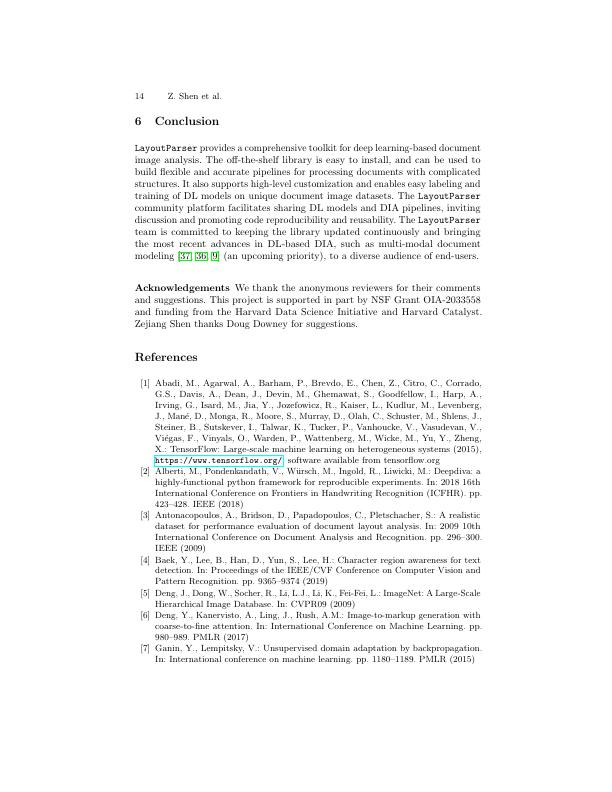 14 Z. Shen et al.
6 Conclusion
LayoutParser provides a comprehensive toolkit for deep learning-based document
image analysis. The off-the-shelf library is easy to install, and can be used to
build flexible and accurate pipelines for processing documents with complicated
structures. It also supports high-level customization and enables easy labeling and
training of DL models on unique document image datasets. The LayoutParser
community platform facilitates sharing DL models and DIA pipelines, inviting
discussion and promoting code reproducibility and reusability. The LayoutParser
team is committed to keeping the library updated continuously and bringing
the most recent advances in DL-based DIA, such as multi-modal document
modeling [37, 36, 9] (an upcoming priority), to a diverse audience of end-users.
Acknowledgements We thank the anonymous reviewers for their comments
and suggestions. This project is supported in part by NSF Grant OIA-2033558
and funding from the Harvard Data Science Initiative and Harvard Catalyst.
Zejiang Shen thanks Doug Downey for suggestions.
References
[1] Abadi, M., Agarwal, A., Barham, P., Brevdo, E., Chen, Z., Citro, C., Corrado,
G.S., Davis, A., Dean, J., Devin, M., Ghemawat, S., Goodfellow, I., Harp, A.,
Irving, G., Isard, M., Jia, Y., Jozefowicz, R., Kaiser, L., Kudlur, M., Levenberg,
J., Mané, D., Monga, R., Moore, S., Murray, D., Olah, C., Schuster, M., Shlens, J.,
Steiner, B., Sutskever, I., Talwar, K., Tucker, P., Vanhoucke, V., Vasudevan, V.,
Viégas, F., Vinyals, O., Warden, P., Wattenberg, M., Wicke, M., Yu, Y., Zheng,
X.: TensorFlow: Large-scale machine learning on heterogeneous systems (2015),
https://www.tensorflow.org/, software available from tensorflow.org
[2] Alberti, M., Pondenkandath, V., Würsch, M., Ingold, R., Liwicki, M.: Deepdiva: a
highly-functional python framework for reproducible experiments. In: 2018 16th
International Conference on Frontiers in Handwriting Recognition (ICFHR). pp.
423–428. IEEE (2018)
[3] Antonacopoulos, A., Bridson, D., Papadopoulos, C., Pletschacher, S.: A realistic
dataset for performance evaluation of document layout analysis. In: 2009 10th
International Conference on Document Analysis and Recognition. pp. 296–300.
IEEE (2009)
[4] Baek, Y., Lee, B., Han, D., Yun, S., Lee, H.: Character region awareness for text
detection. In: Proceedings of the IEEE/CVF Conference on Computer Vision and
Pattern Recognition. pp. 9365–9374 (2019)
[5] Deng, J., Dong, W., Socher, R., Li, L.J., Li, K., Fei-Fei, L.: ImageNet: A Large-Scale
Hierarchical Image Database. In: CVPR09 (2009)
[6] Deng, Y., Kanervisto, A., Ling, J., Rush, A.M.: Image-to-markup generation with
coarse-to-fine attention. In: International Conference on Machine Learning. pp.
980–989. PMLR (2017)
[7] Ganin, Y., Lempitsky, V.: Unsupervised domain adaptation by backpropagation.
In: International conference on machine learning. pp. 1180–1189. PMLR (2015)